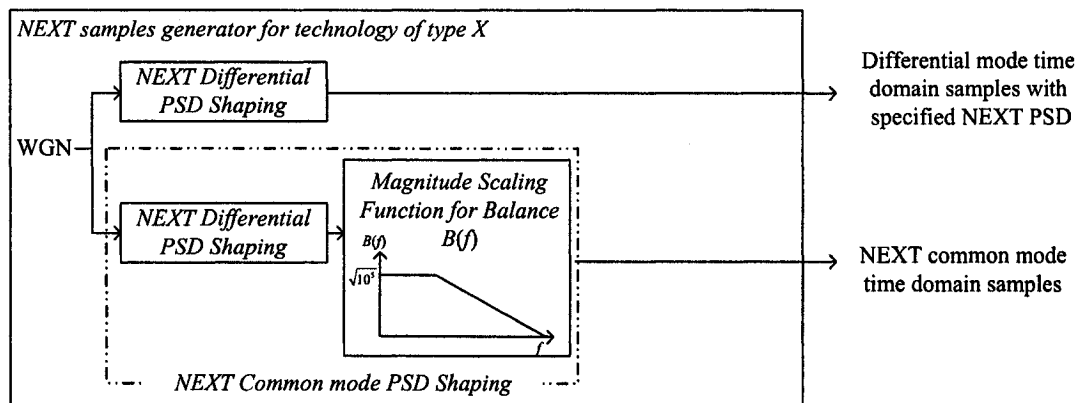 NEXT samples generator for technology of type X
NEXT Differential
PSD Shaping
Differential mode time
domain samples with
specified NEXT PSD
WGN
NEXT Differential
PSD Shaping
Magnitude Scaling
Function for Balance
B(f)
B(f)
√10⁵
f
NEXT common mode
time domain samples
NEXT Common mode PSD Shaping